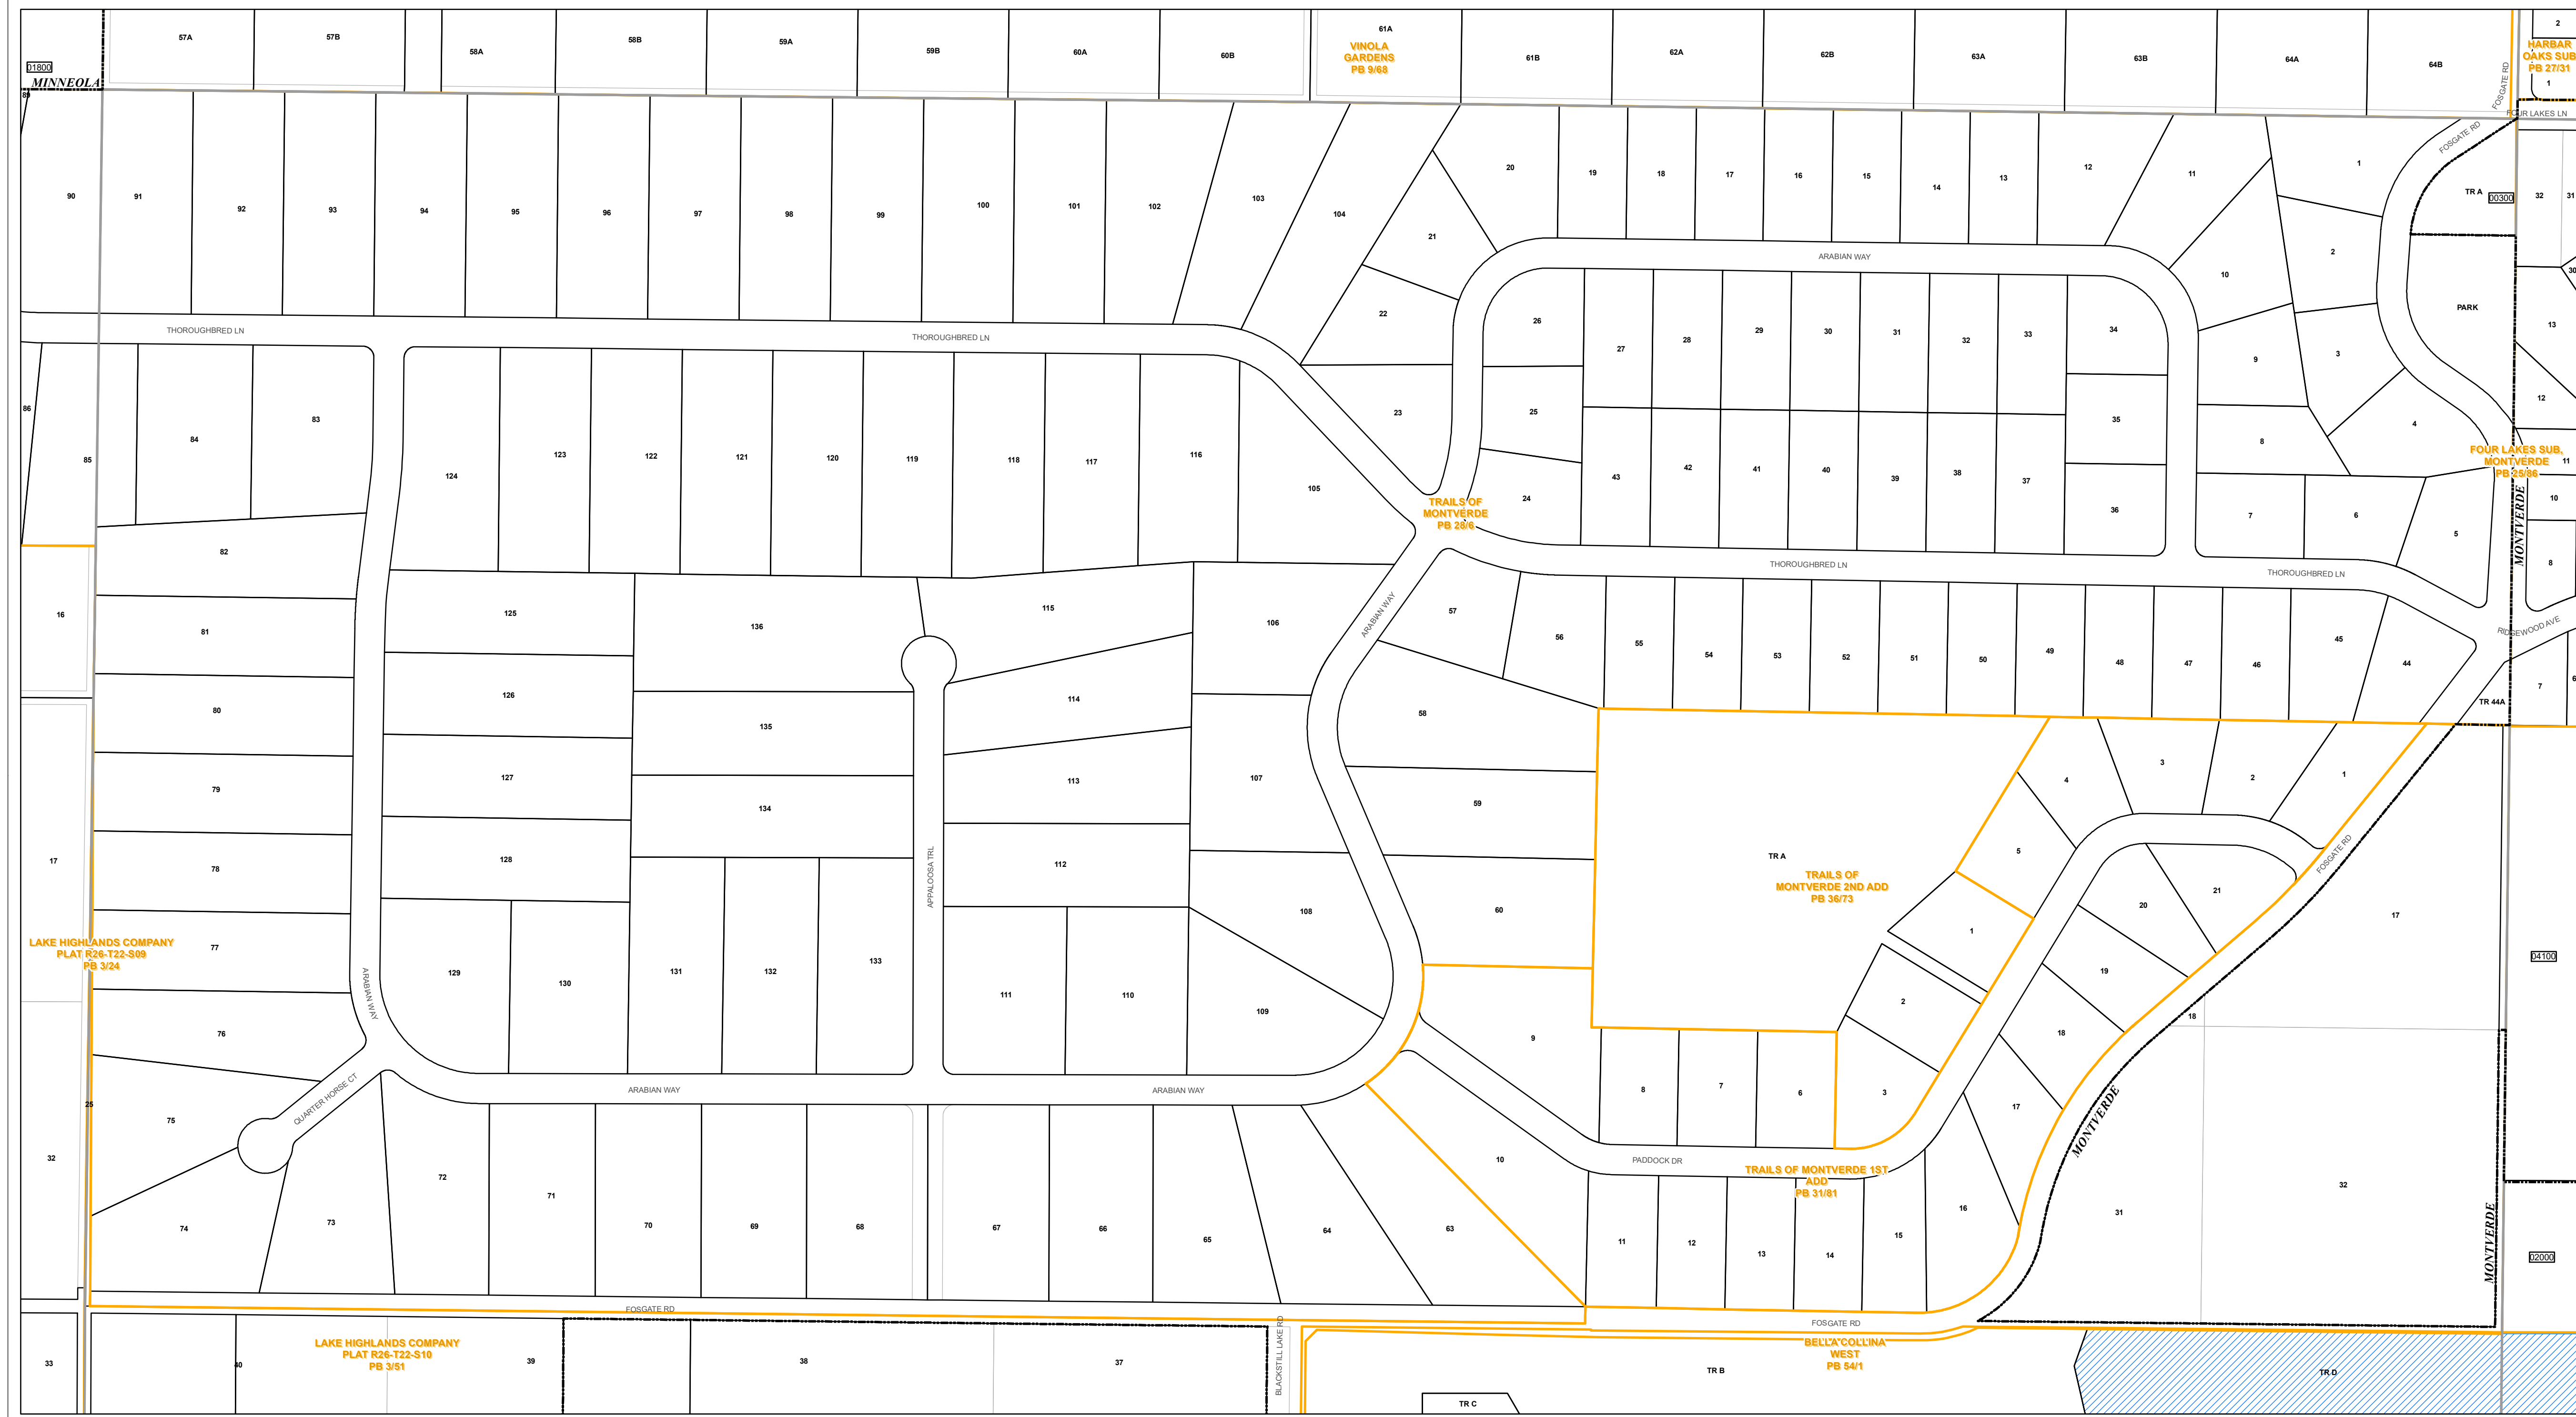 57A
57B
58A
58B
59A
59B
60A
60B
61A
VINOLA
GARDENS
PB 9/68
61B
62A
62B
63A
63B
64A
64B
FOSGATE RD
2
HARBAR
OAKS SUB
PB 27/31
1
01800
MINNEOLA
89
FOUR LAKES LN
FOSGATE RD
90
91
92
93
94
95
96
97
98
99
100
101
102
103
104
20
19
18
17
16
15
14
13
12
11
1
TR A
00300
32
31
21
22
ARABIAN WAY
10
2
30
PARK
13
THOROUGHBRED LN
THOROUGHBRED LN
26
27
28
29
30
31
32
33
34
9
3
86
85
84
83
23
25
35
8
4
12
124
123
122
121
120
119
118
117
116
105
24
43
42
41
40
39
38
37
36
7
6
5
FOUR LAKES SUB,
MONTVERDE
PB 25/86
11
10
8
MONTVERDE
TRAILS OF
MONTVERDE
PB 28/6
82
16
81
125
136
115
106
ARABIAN WAY
57
THOROUGHBRED LN
THOROUGHBRED LN
56
55
54
53
52
51
50
49
48
47
46
45
44
RIDGEWOOD AVE
7
6
TR 44A
80
126
135
114
58
79
127
134
113
107
59
4
3
2
1
17
78
128
112
5
FOSGATE RD
APPALOOSA TRL
TR A
TRAILS OF
MONTVERDE 2ND ADD
PB 36/73
21
20
17
LAKE HIGHLANDS COMPANY
PLAT R26-T22-S09
PB 3/24
77
108
60
1
19
04100
129
130
131
132
133
111
110
109
ARABIAN WAY
2
18
18
76
9
8
7
6
3
17
QUARTER HORSE CT
ARABIAN WAY
ARABIAN WAY
25
75
MONTVERDE
32
72
71
70
69
68
67
66
65
64
63
10
PADDOCK DR
TRAILS OF MONTVERDE 1ST
ADD
PB 31/81
74
73
11
12
13
14
15
16
31
32
MONTVERDE
02000
FOSGATE RD
FOSGATE RD
33
40
LAKE HIGHLANDS COMPANY
PLAT R26-T22-S10
PB 3/51
39
38
37
BLACKSTILL LAKE RD
BELLA COLLINA
WEST
PB 54/1
TR B
TR C
TR D